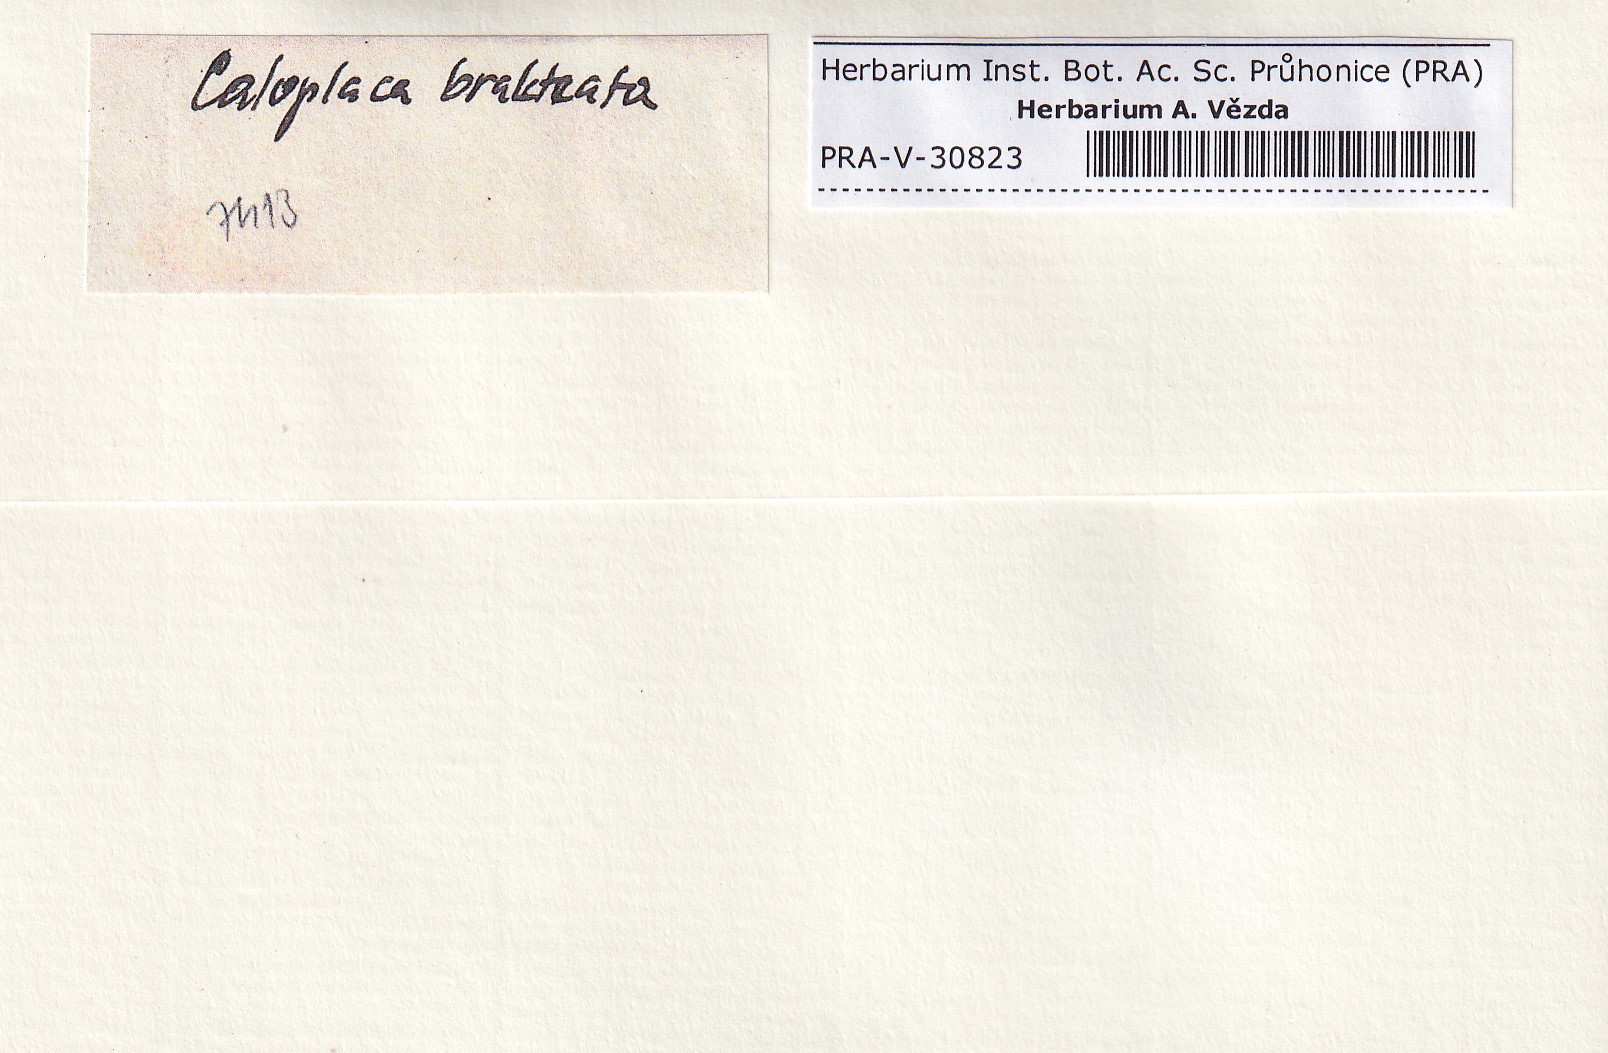 Caloplaca brakteata
7413
Herbarium Inst. Bot. Ac. Sc. Průhonice (PRA)
Herbarium A. Vězda
PRA-V-30823